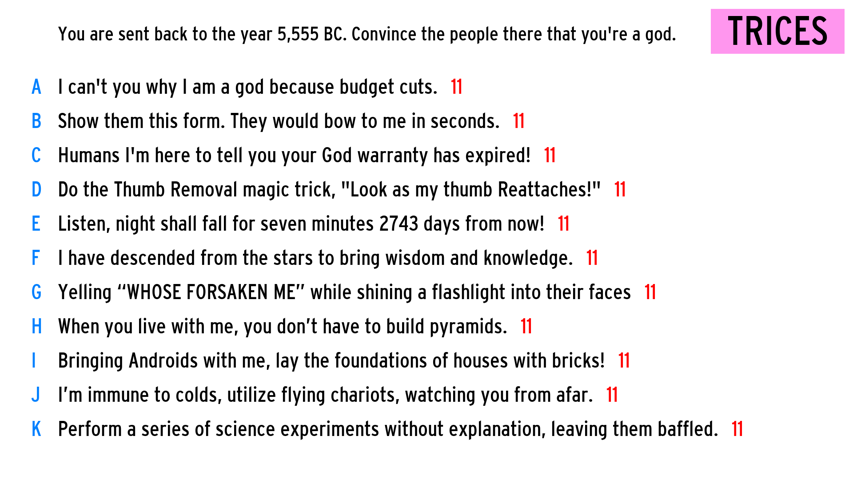 You are sent back to the year 5,555 BC. Convince the people there that you're a god.
TRICES
A I can't you why I am a god because budget cuts. 11
B Show them this form. They would bow to me in seconds. 11
C Humans I'm here to tell you your God warranty has expired! 11
D Do the Thumb Removal magic trick, "Look as my thumb Reattaches!" 11
E Listen, night shall fall for seven minutes 2743 days from now! 11
F I have descended from the stars to bring wisdom and knowledge. 11
G Yelling “WHOSE FORSAKEN ME” while shining a flashlight into their faces 11
H When you live with me, you don’t have to build pyramids. 11
I Bringing Androids with me, lay the foundations of houses with bricks! 11
J I’m immune to colds, utilize flying chariots, watching you from afar. 11
K Perform a series of science experiments without explanation, leaving them baffled. 11